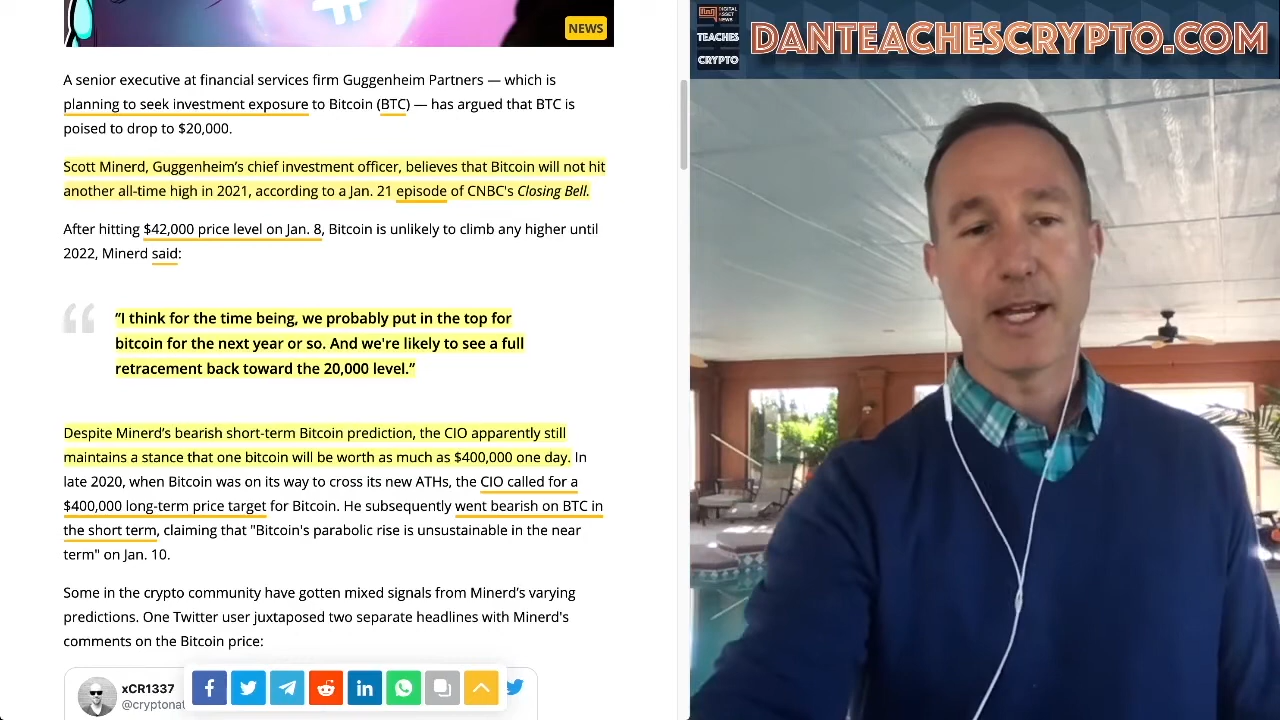 NEWS
A senior executive at financial services firm Guggenheim Partners — which is
planning to seek investment exposure to Bitcoin (BTC) — has argued that BTC is
poised to drop to $20,000.
Scott Minerd, Guggenheim’s chief investment officer, believes that Bitcoin will not hit
another all-time high in 2021, according to a Jan. 21 episode of CNBC's Closing Bell.
After hitting $42,000 price level on Jan. 8, Bitcoin is unlikely to climb any higher until
2022, Minerd said:
“I think for the time being, we probably put in the top for
bitcoin for the next year or so. And we're likely to see a full
retracement back toward the 20,000 level.”
Despite Minerd’s bearish short-term Bitcoin prediction, the CIO apparently still
maintains a stance that one bitcoin will be worth as much as $400,000 one day. In
late 2020, when Bitcoin was on its way to cross its new ATHs, the CIO called for a
$400,000 long-term price target for Bitcoin. He subsequently went bearish on BTC in
the short term, claiming that "Bitcoin's parabolic rise is unsustainable in the near
term" on Jan. 10.
Some in the crypto community have gotten mixed signals from Minerd's varying
predictions. One Twitter user juxtaposed two separate headlines with Minerd's
comments on the Bitcoin price:
xCR1337
@cryptonat
DIGITAL
ASSET
NEWS
TEACHES
CRYPTO
DANTEACHESCRYPTO.COM